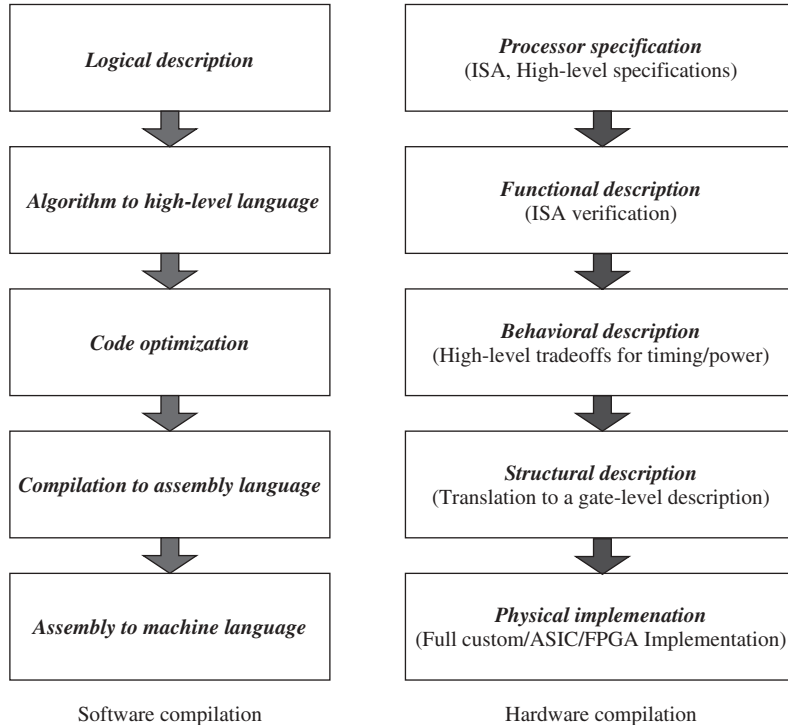 Logical description
Algorithm to high-level language
Code optimization
Compilation to assembly language
Assembly to machine language
Software compilation
Processor specification
(ISA, High-level specifications)
Functional description
(ISA verification)
Behavioral description
(High-level tradeoffs for timing/power)
Structural description
(Translation to a gate-level description)
Physical implemenation
(Full custom/ASIC/FPGA Implementation)
Hardware compilation